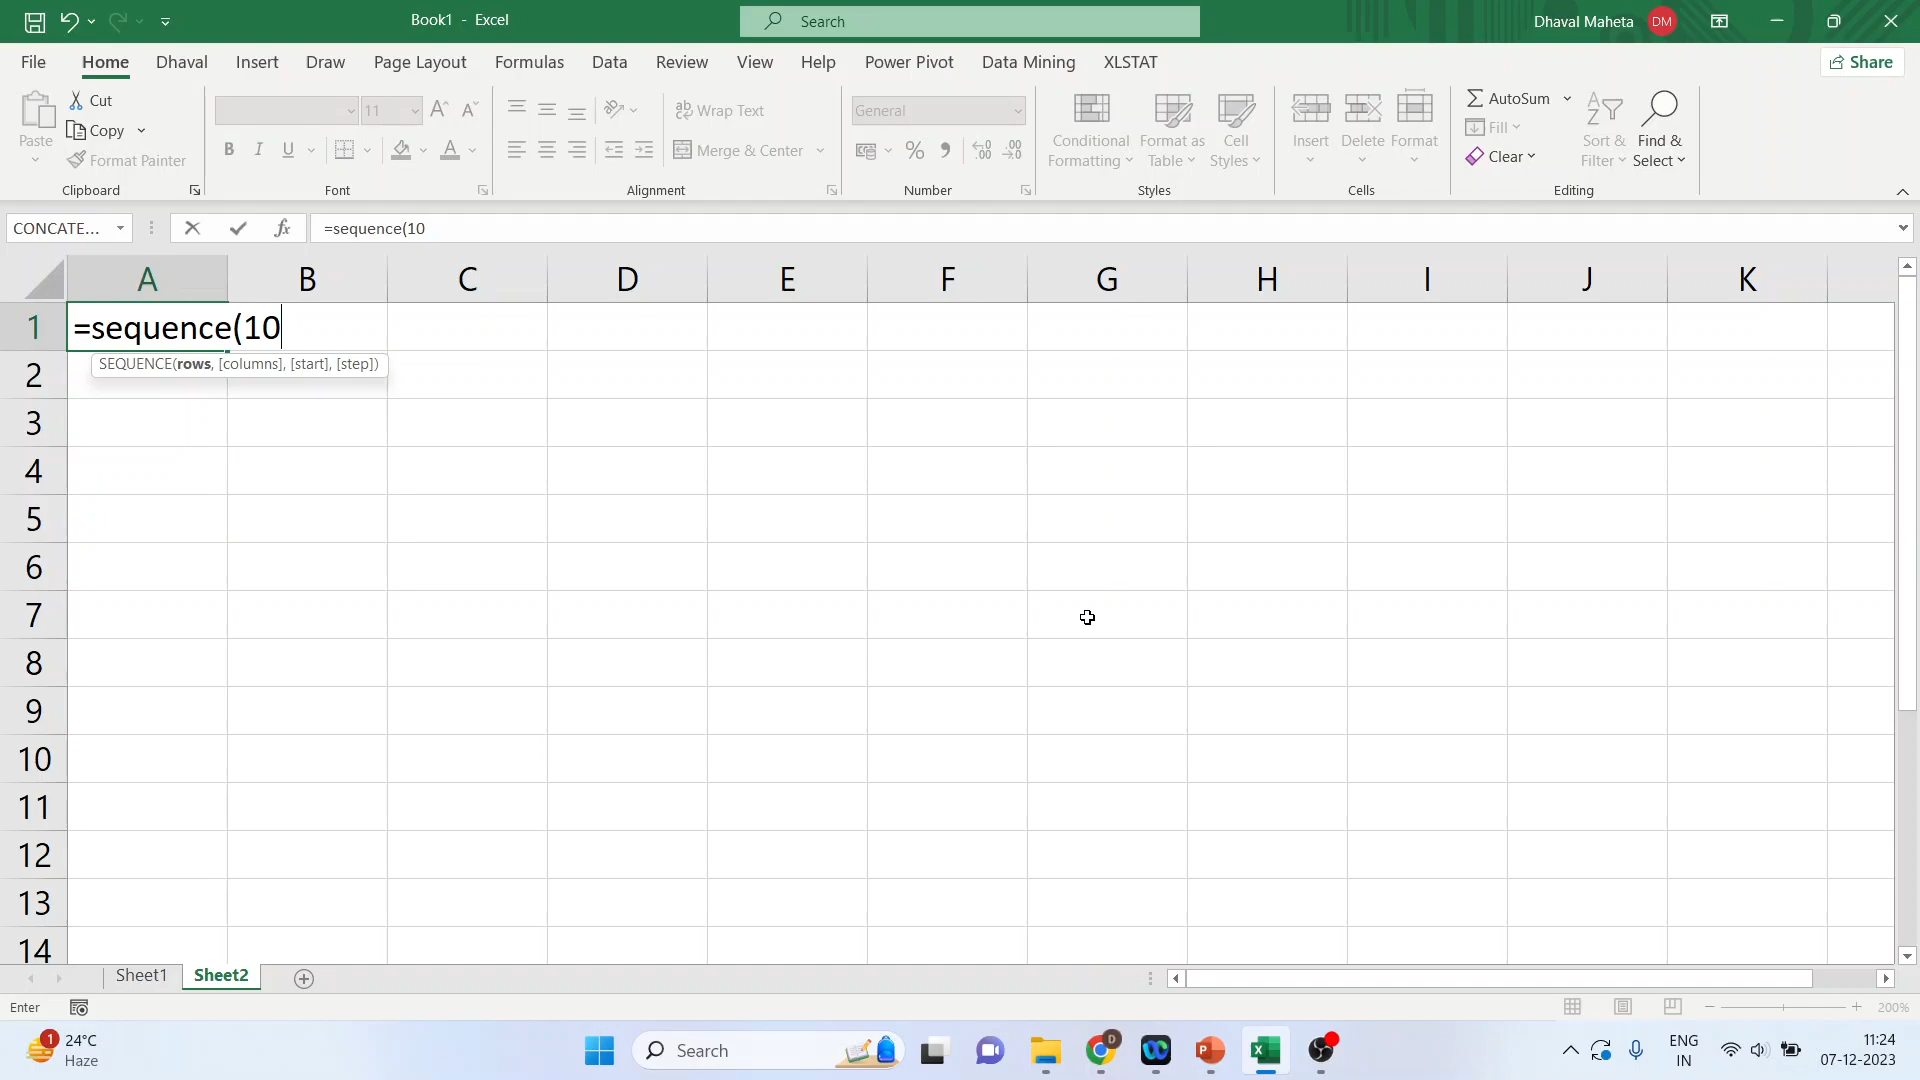 Book1 - Excel
Search
Dhaval Maheta
DM
File
Home
Dhaval
Insert
Draw
Page Layout
Formulas
Data
Review
View
Help
Power Pivot
Data Mining
XLSTAT
Share
Paste
Cut
Copy
Format Painter
Clipboard
11
B
I
U
Font
Wrap Text
Merge & Center
Alignment
General
Number
Conditional
Formatting
Format as
Table
Cell
Styles
Styles
Insert
Delete
Format
Cells
AutoSum
Fill
Clear
Sort &
Filter
Find &
Select
Editing
CONCATE...
fx
=sequence(10
A B C D E F G H I J K
1
=sequence(10
SEQUENCE(rows, [columns], [start], [step])
2
3
4
5
6
7
8
9
10
11
12
13
14
Sheet1
Sheet2
Enter
200%
1
24°C
Haze
Search
D
ENG
IN
11:24
07-12-2023